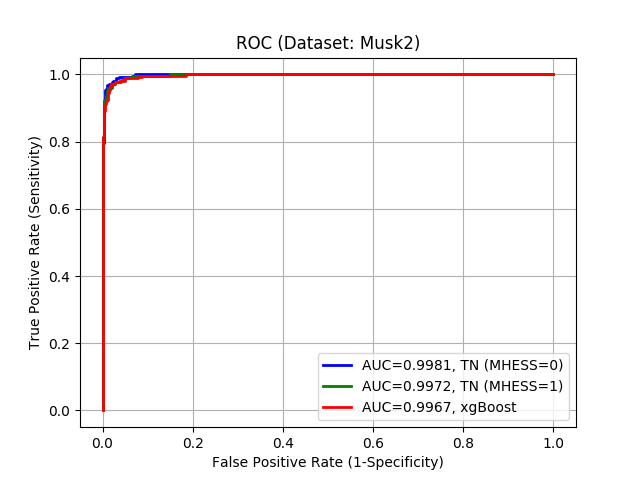 ROC (Dataset: Musk2)
True Positive Rate (Sensitivity)
1.0
0.8
0.6
0.4
0.2
0.0
AUC=0.9981, TN (MHESS=0)
AUC=0.9972, TN (MHESS=1)
AUC=0.9967, xgBoost
0.0 0.2 0.4 0.6 0.8 1.0
False Positive Rate (1-Specificity)